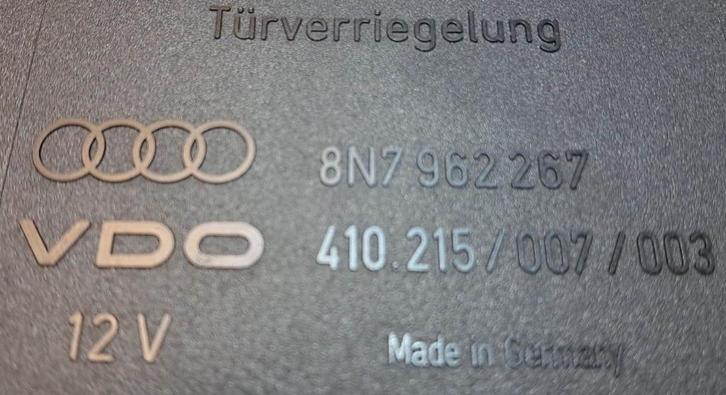 Türverriegelung
8N7 962 267
VDO 410.215/007/003
12 V
Made in Germany